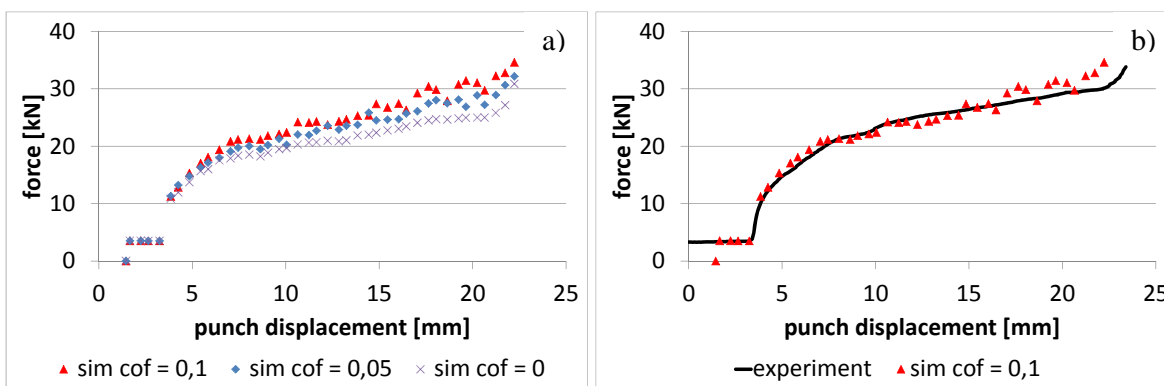 a)
force [kN]
40
30
20
10
0
0 5 10 15 20 25
punch displacement [mm]
sim cof = 0,1 sim cof = 0,05 sim cof = 0
b)
force [kN]
40
30
20
10
0
0 5 10 15 20 25
punch displacement [mm]
experiment sim cof = 0,1